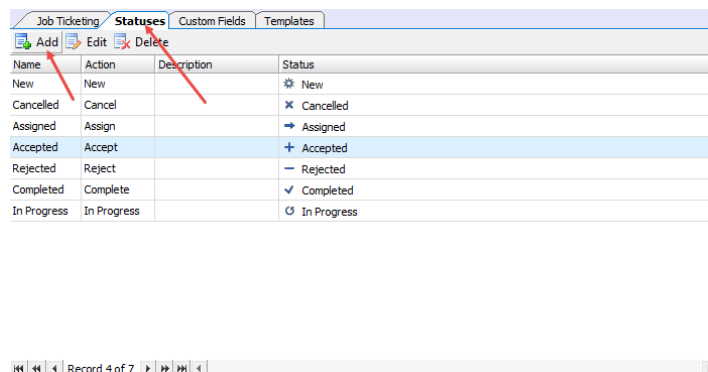 Job Ticketing Statuses Custom Fields Templates
Add Edit Delete
Name Action Description Status
New New New
Cancelled Cancel Cancelled
Assigned Assign Assigned
Accepted Accept Accepted
Rejected Reject Rejected
Completed Complete Completed
In Progress In Progress In Progress
Record 4 of 7